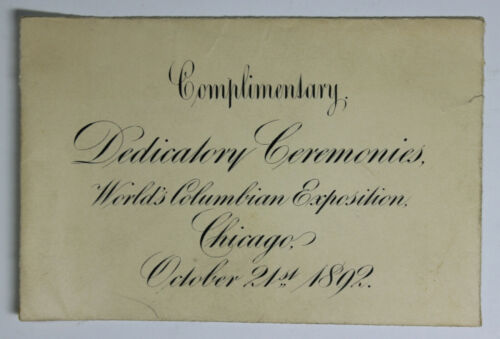 Complimentary.
Dedicatory Ceremonies,
World's Columbian Exposition.
Chicago,
October 21st 1892.